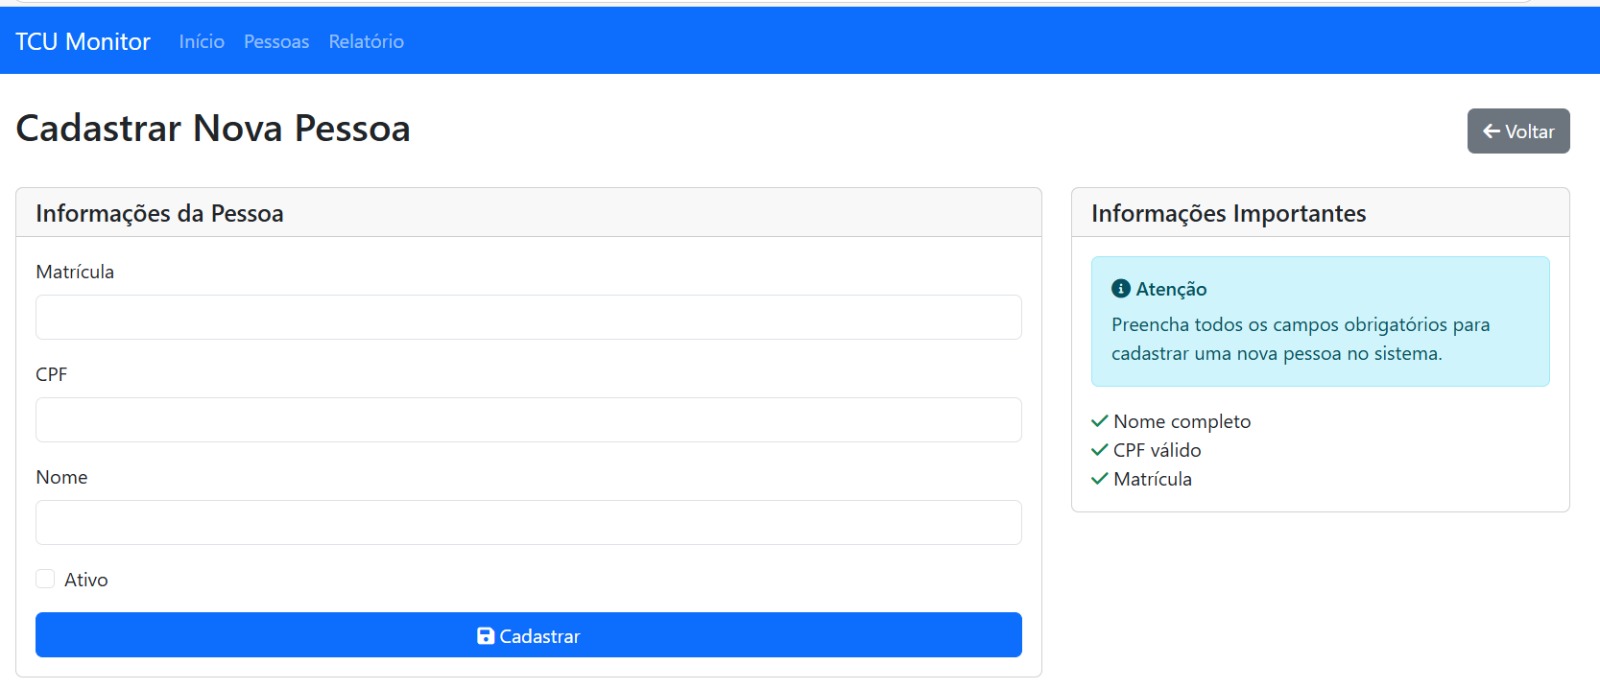 TCU Monitor Início Pessoas Relatório
Cadastrar Nova Pessoa
Voltar
Informações da Pessoa
Matrícula
CPF
Nome
Ativo
Cadastrar
Informações Importantes
Atenção
Preencha todos os campos obrigatórios para
cadastrar uma nova pessoa no sistema.
Nome completo
CPF válido
Matrícula